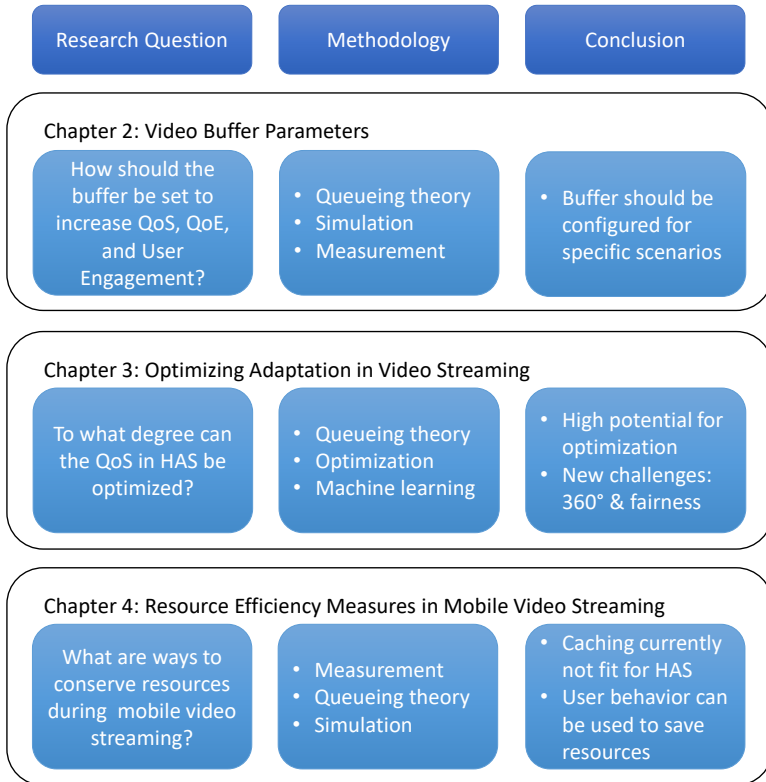 Research Question
Methodology
Conclusion
Chapter 2: Video Buffer Parameters
How should the
buffer be set to
increase QoS, QoE,
and User
Engagement?
• Queueing theory
• Simulation
• Measurement
• Buffer should be
configured for
specific scenarios
Chapter 3: Optimizing Adaptation in Video Streaming
To what degree can
the QoS in HAS be
optimized?
• Queueing theory
• Optimization
• Machine learning
• High potential for
optimization
• New challenges:
360° & fairness
Chapter 4: Resource Efficiency Measures in Mobile Video Streaming
What are ways to
conserve resources
during mobile video
streaming?
• Measurement
• Queueing theory
• Simulation
• Caching currently
not fit for HAS
• User behavior can
be used to save
resources